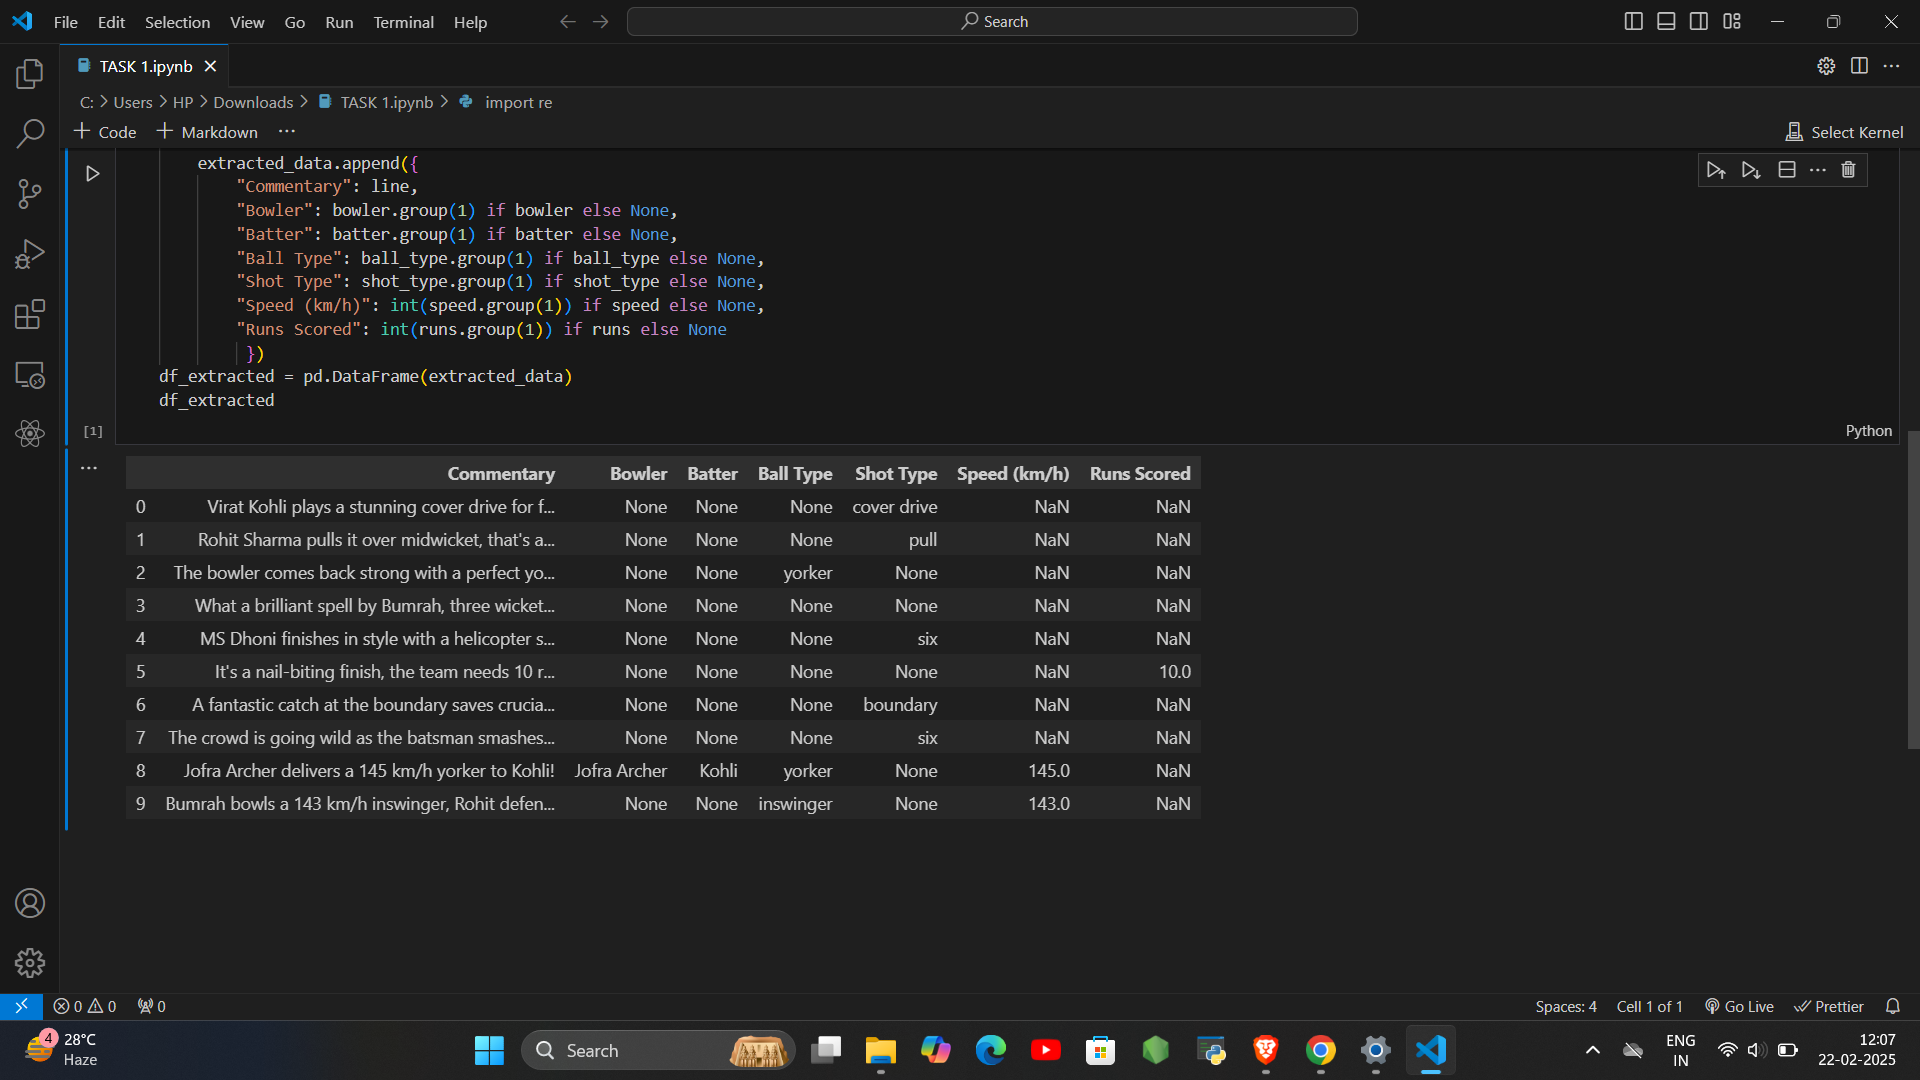 File Edit Selection View Go Run Terminal Help
Search
TASK 1.ipynb
C: > Users > HP > Downloads > TASK 1.ipynb > import re
+ Code + Markdown ...
Select Kernel
extracted_data.append({
"Commentary": line,
"Bowler": bowler.group(1) if bowler else None,
"Batter": batter.group(1) if batter else None,
"Ball Type": ball_type.group(1) if ball_type else None,
"Shot Type": shot_type.group(1) if shot_type else None,
"Speed (km/h)": int(speed.group(1)) if speed else None,
"Runs Scored": int(runs.group(1)) if runs else None
})
df_extracted = pd.DataFrame(extracted_data)
df_extracted
[1]
Python
Commentary Bowler Batter Ball Type Shot Type Speed (km/h) Runs Scored
0 Virat Kohli plays a stunning cover drive for f... None None None cover drive NaN NaN
1 Rohit Sharma pulls it over midwicket, that's a... None None None pull NaN NaN
2 The bowler comes back strong with a perfect yo... None None yorker None NaN NaN
3 What a brilliant spell by Bumrah, three wicket... None None None None NaN NaN
4 MS Dhoni finishes in style with a helicopter s... None None None six NaN NaN
5 It's a nail-biting finish, the team needs 10 r... None None None None NaN 10.0
6 A fantastic catch at the boundary saves crucia... None None None boundary NaN NaN
7 The crowd is going wild as the batsman smashes... None None None six NaN NaN
8 Jofra Archer delivers a 145 km/h yorker to Kohli! Jofra Archer Kohli yorker None 145.0 NaN
9 Bumrah bowls a 143 km/h inswinger, Rohit defen... None None inswinger None 143.0 NaN
0 0 0
Spaces: 4 Cell 1 of 1 Go Live Prettier
4
28°C
Haze
Search
ENG
IN
12:07
22-02-2025